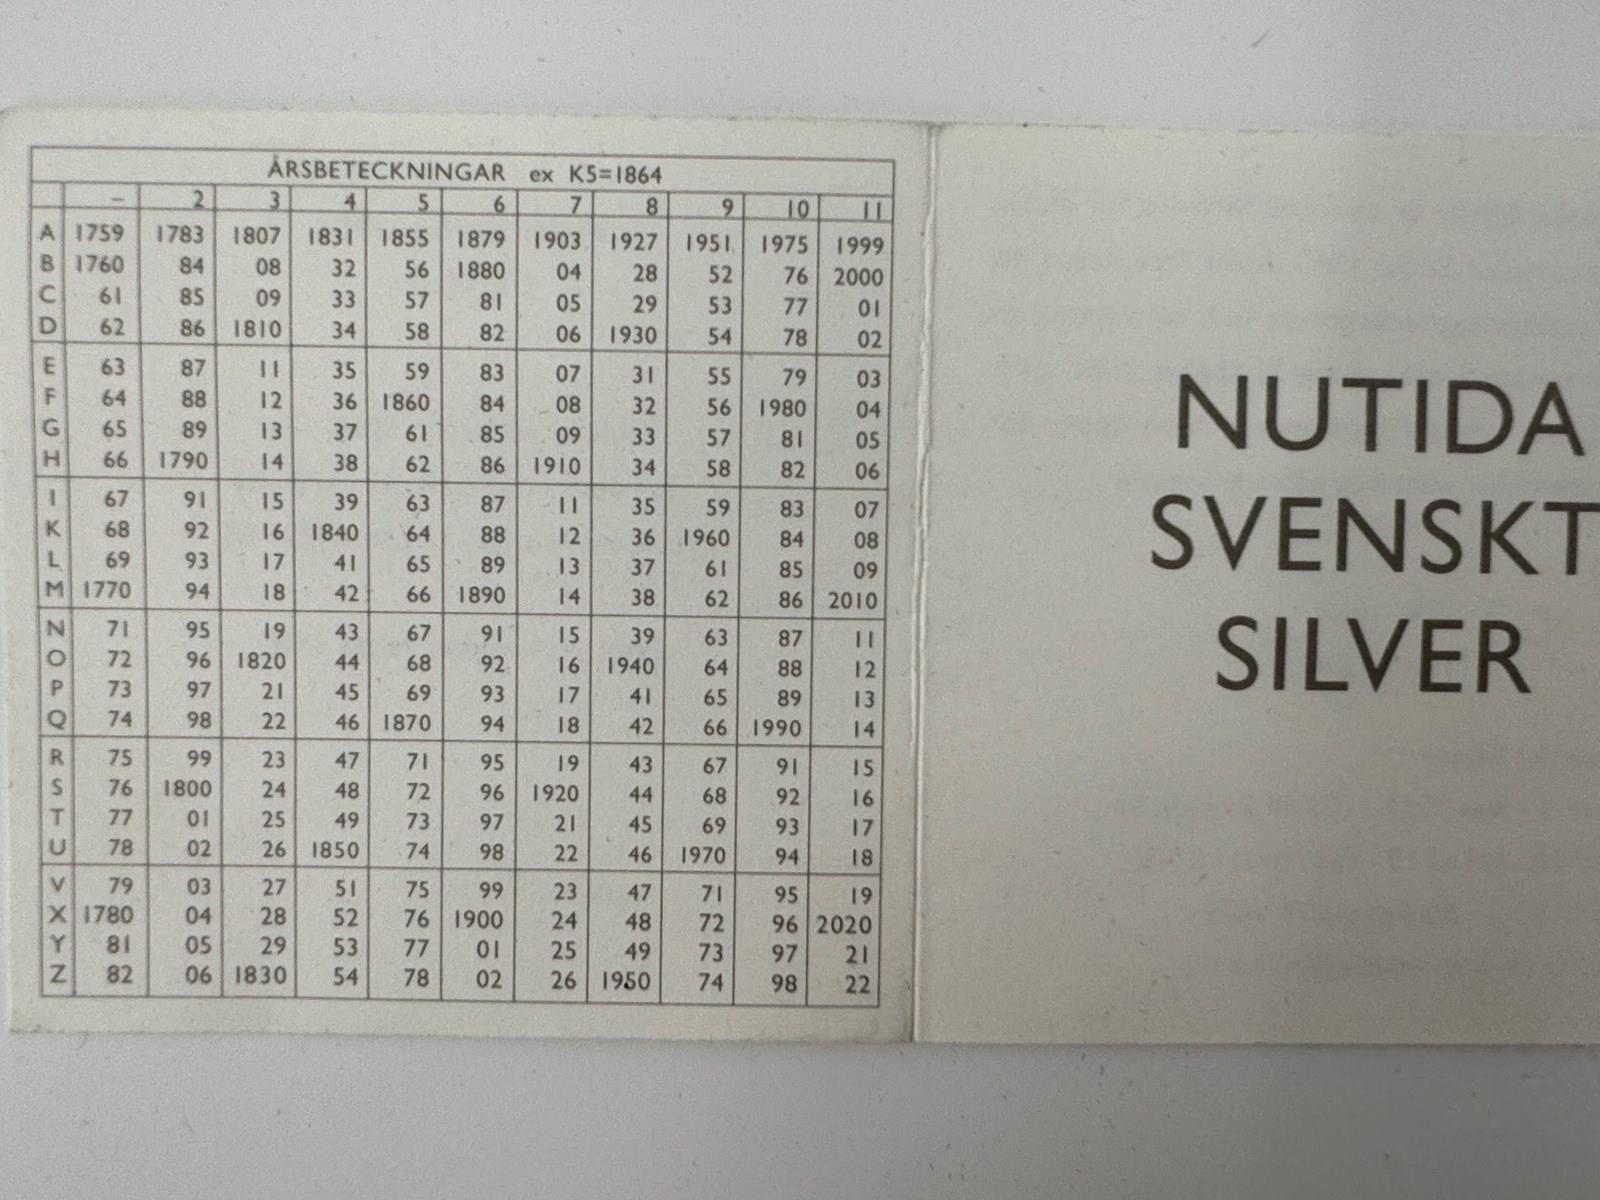 ÅRSBETECKNINGAR ex K5=1864
– 2 3 4 5 6 7 8 9 10 11
A 1759 1783 1807 1831 1855 1879 1903 1927 1951 1975 1999
B 1760 84 08 32 56 1880 04 28 52 76 2000
C 61 85 09 33 57 81 05 29 53 77 01
D 62 86 1810 34 58 82 06 1930 54 78 02
E 63 87 11 35 59 83 07 31 55 79 03
F 64 88 12 36 1860 84 08 32 56 1980 04
G 65 89 13 37 61 85 09 33 57 81 05
H 66 1790 14 38 62 86 1910 34 58 82 06
I 67 91 15 39 63 87 11 35 59 83 07
K 68 92 16 1840 64 88 12 36 1960 84 08
L 69 93 17 41 65 89 13 37 61 85 09
M 1770 94 18 42 66 1890 14 38 62 86 2010
N 71 95 19 43 67 91 15 39 63 87 11
O 72 96 1820 44 68 92 16 1940 64 88 12
P 73 97 21 45 69 93 17 41 65 89 13
Q 74 98 22 46 1870 94 18 42 66 1990 14
R 75 99 23 47 71 95 19 43 67 91 15
S 76 1800 24 48 72 96 1920 44 68 92 16
T 77 01 25 49 73 97 21 45 69 93 17
U 78 02 26 1850 74 98 22 46 1970 94 18
V 79 03 27 51 75 99 23 47 71 95 19
X 1780 04 28 52 76 1900 24 48 72 96 2020
Y 81 05 29 53 77 01 25 49 73 97 21
Z 82 06 1830 54 78 02 26 1950 74 98 22
NUTIDA
SVENSKT
SILVER